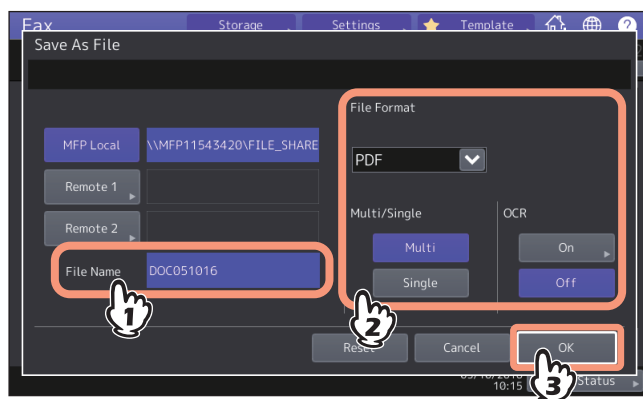 Fax Storage Settings Template ?
Save As File
File Format
MFP Local \\MFP11543420\FILE_SHARE
PDF
Remote 1
Multi/Single OCR
Remote 2
Multi On
File Name DOC051016
Single Off
1
2
Reset Cancel OK
10:15 Status
3